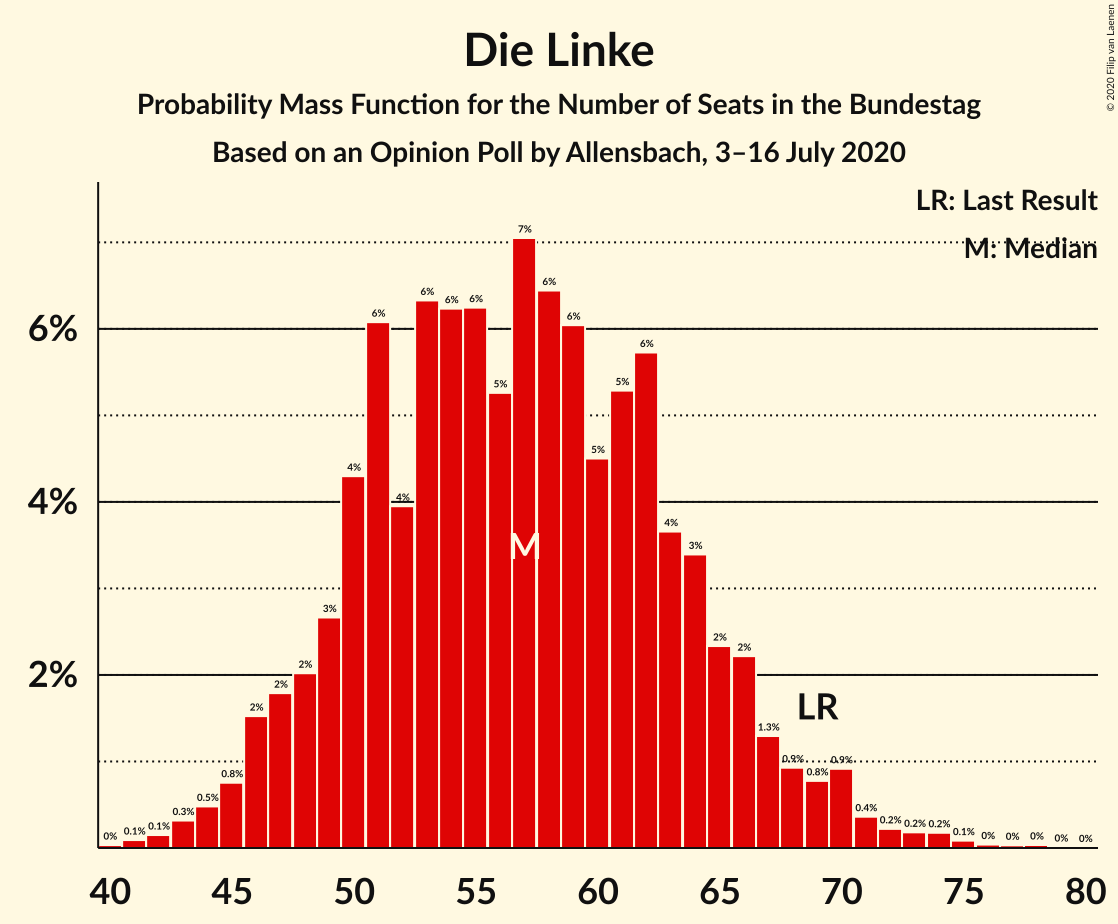 Die Linke
Probability Mass Function for the Number of Seats in the Bundestag
Based on an Opinion Poll by Allensbach, 3–16 July 2020
© 2020 Filip van Laenen
LR: Last Result
M: Median
6%
4%
2%
0% 0.1% 0.1% 0.3% 0.5% 0.8% 2% 2% 2% 3% 4% 6% 4% 6% 6% 6% 5% 7% 6% 6% 5% 5% 6% 4% 3% 2% 2% 1.3% 0.9% 0.8% 0.9% 0.4% 0.2% 0.2% 0.2% 0.1% 0% 0% 0% 0% 0%
M
LR
40 45 50 55 60 65 70 75 80